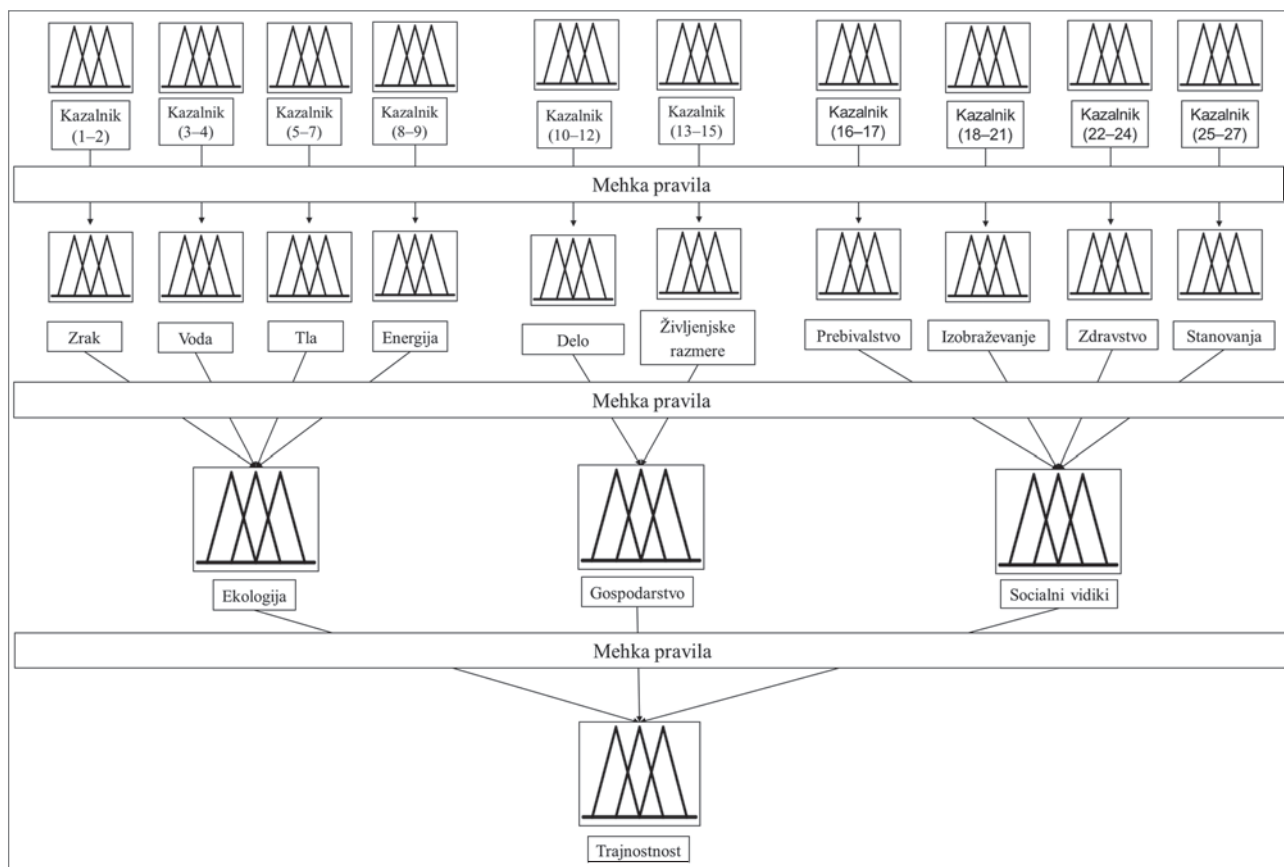 Kazalnik
(1–2)
Kazalnik
(3–4)
Kazalnik
(5–7)
Kazalnik
(8–9)
Kazalnik
(10–12)
Kazalnik
(13–15)
Kazalnik
(16–17)
Kazalnik
(18–21)
Kazalnik
(22–24)
Kazalnik
(25–27)
Mehka pravila
Zrak
Voda
Tla
Energija
Delo
Življenjske
razmere
Prebivalstvo
Izobraževanje
Zdravstvo
Stanovanja
Mehka pravila
Ekologija
Gospodarstvo
Socialni vidiki
Mehka pravila
Trajnostnost